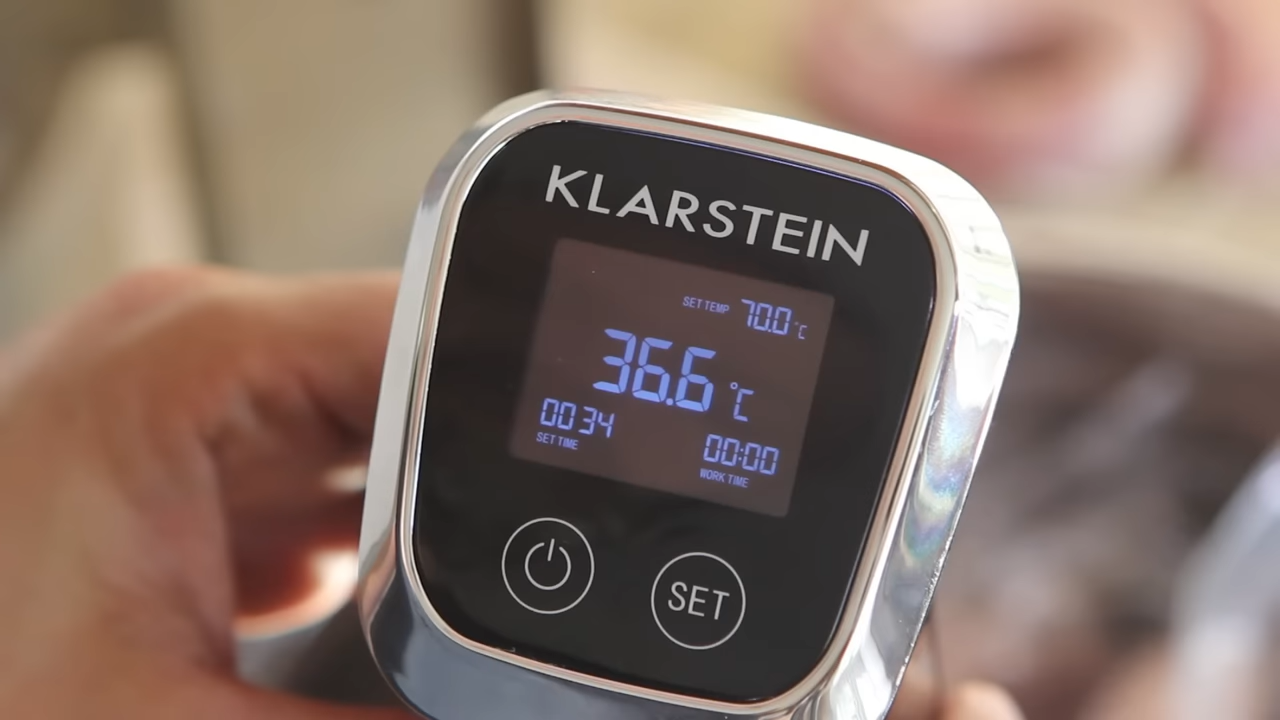 KLARSTEIN
SET TEMP 70.0 °C
36.6 °C
00 34
SET TIME
00:00
WORK TIME
SET